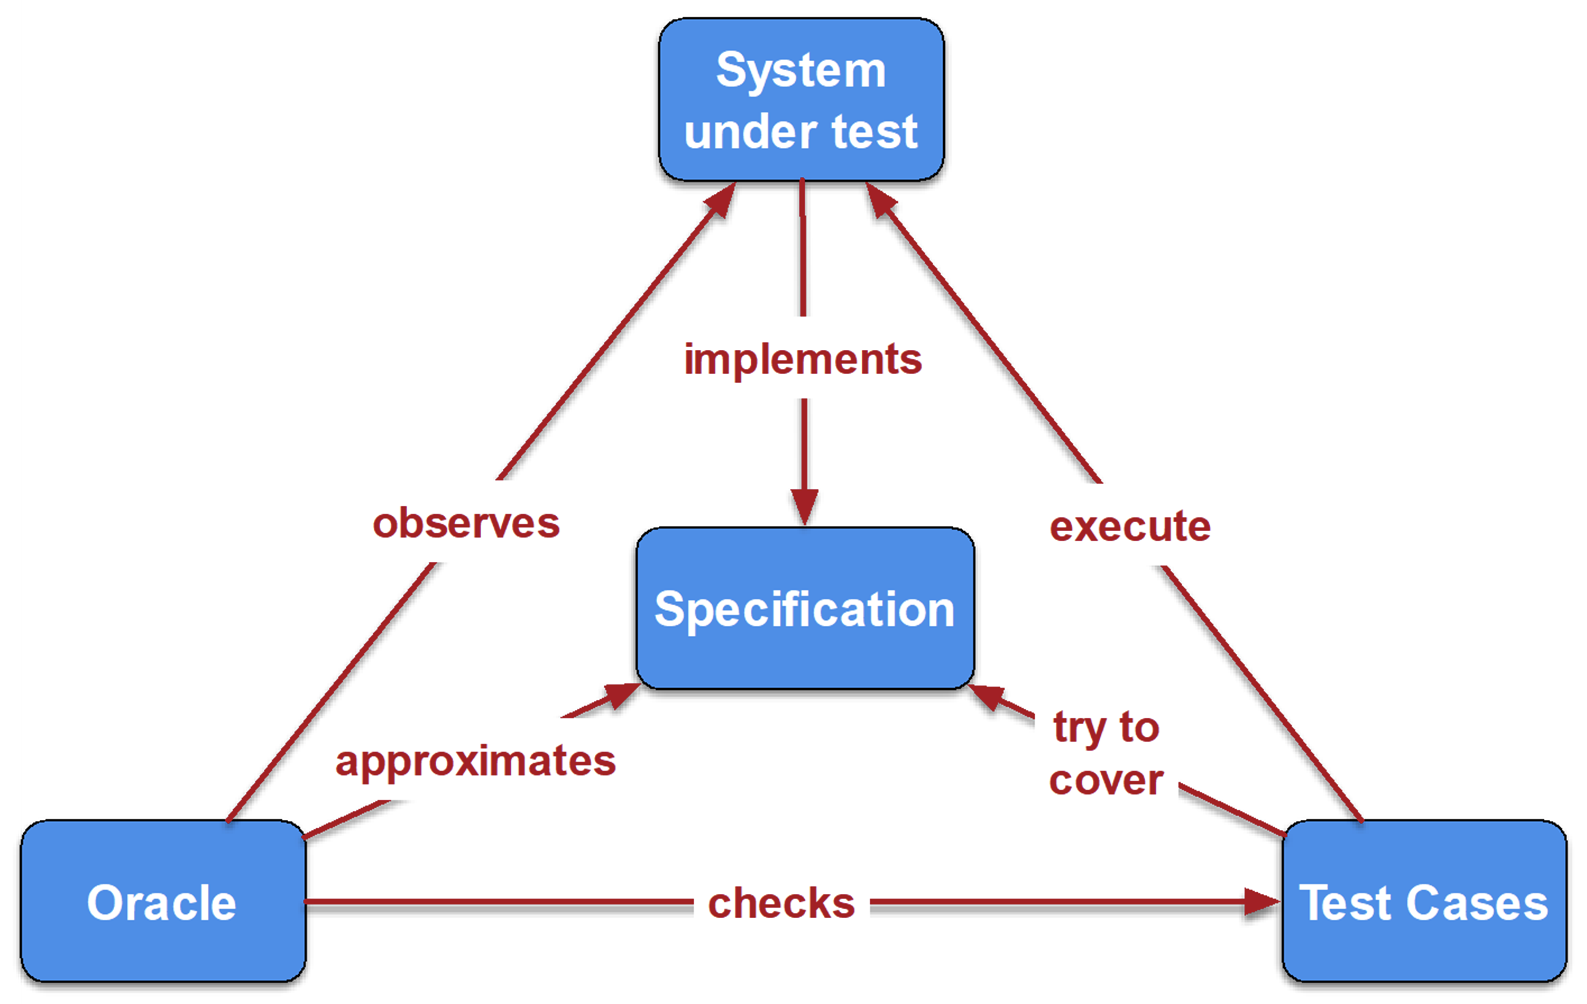 System
under test
implements
observes
execute
Specification
approximates
try to
cover
Oracle
checks
Test Cases